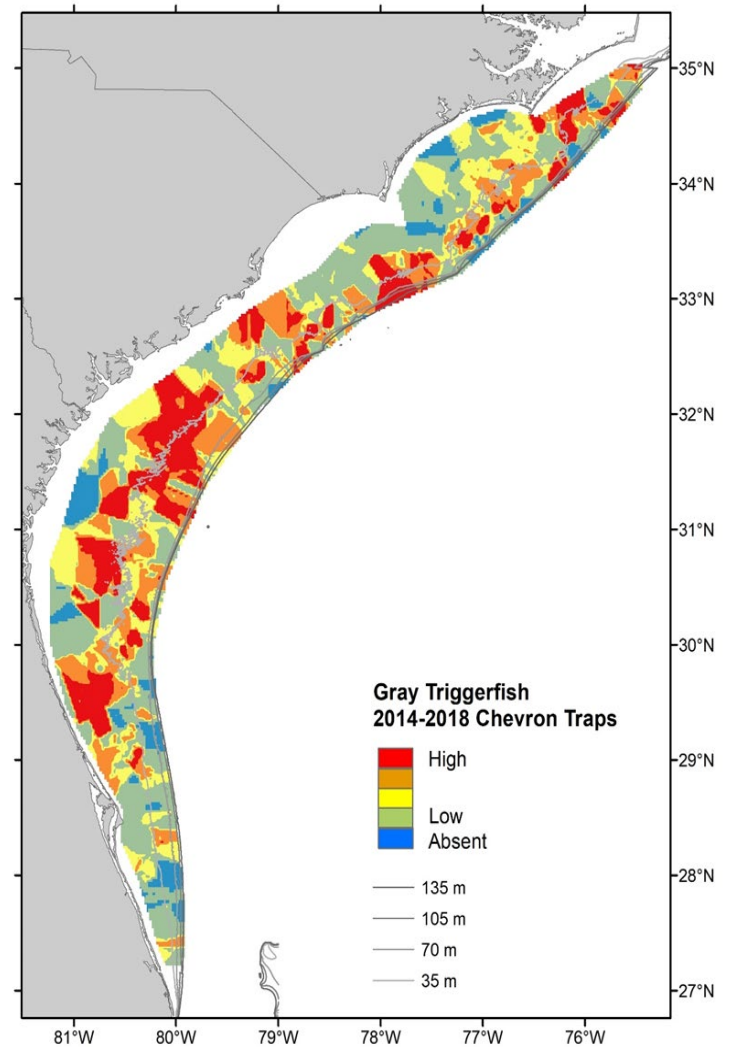 35°N
34°N
33°N
32°N
31°N
30°N
Gray Triggerfish
2014-2018 Chevron Traps
High
29°N
Low
Absent
28°N
135 m
105 m
70 m
35 m
27°N
81°W 80°W 79°W 78°W 77°W 76°W